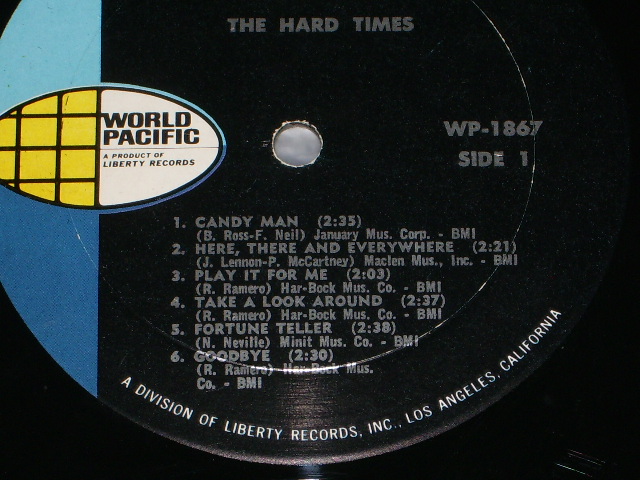 THE HARD TIMES
WORLD
PACIFIC
A PRODUCT OF
LIBERTY RECORDS
WP-1867
SIDE 1
1. CANDY MAN (2:35)
(B. Ross-F. Neil) January Mus. Corp. - BMI
2. HERE, THERE AND EVERYWHERE (2:21)
(J. Lennon-P. McCartney) Maclen Mus., Inc. - BMI
3. PLAY IT FOR ME (2:03)
(R. Ramero) Har-Bock Mus. Co. - BMI
4. TAKE A LOOK AROUND (2:37)
(R. Ramero) Har-Bock Mus. Co. - BMI
5. FORTUNE TELLER (2:38)
(N. Neville) Minit Mus. Co. - BMI
6. GOODBYE (2:30)
(R. Ramero) Har-Bock Mus.
Co. - BMI
A DIVISION OF LIBERTY RECORDS, INC., LOS ANGELES, CALIFORNIA